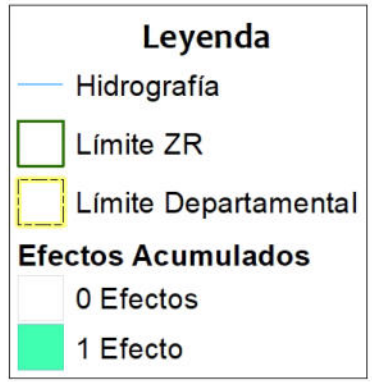 Leyenda
Hidrografía
Límite ZR
Límite Departamental
Efectos Acumulados
0 Efectos
1 Efecto